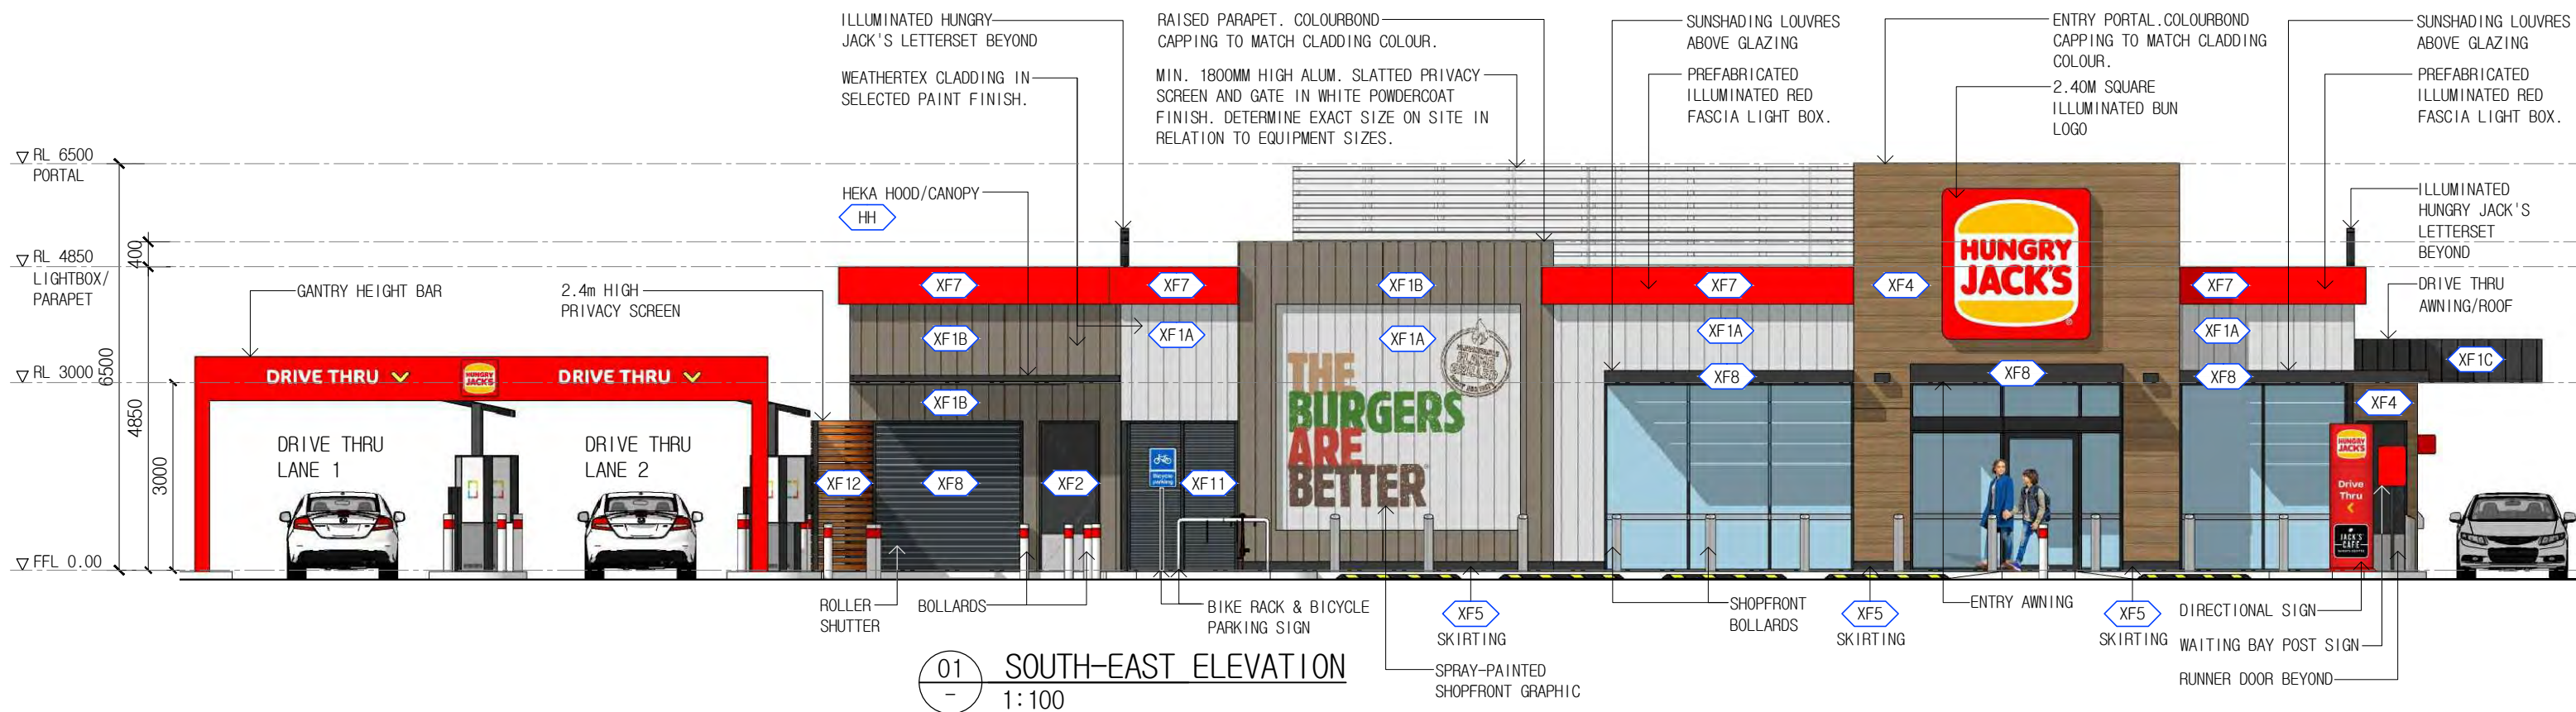 ILLUMINATED HUNGRY
JACK'S LETTERSET BEYOND
WEATHERTEX CLADDING IN
SELECTED PAINT FINISH.
RAISED PARAPET. COLOURBOND
CAPPING TO MATCH CLADDING COLOUR.
MIN. 1800MM HIGH ALUM. SLATTED PRIVACY
SCREEN AND GATE IN WHITE POWDERCOAT
FINISH. DETERMINE EXACT SIZE ON SITE IN
RELATION TO EQUIPMENT SIZES.
SUNSHADING LOUVRES
ABOVE GLAZING
PREFABRICATED
ILLUMINATED RED
FASCIA LIGHT BOX.
ENTRY PORTAL.COLOURBOND
CAPPING TO MATCH CLADDING
COLOUR.
2.40M SQUARE
ILLUMINATED BUN
LOGO
SUNSHADING LOUVRES
ABOVE GLAZING
PREFABRICATED
ILLUMINATED RED
FASCIA LIGHT BOX.
RL 6500
PORTAL
HEKA HOOD/CANOPY
HH
ILLUMINATED
HUNGRY JACK'S
LETTERSET
BEYOND
400
RL 4850
LIGHTBOX/
PARAPET
GANTRY HEIGHT BAR
2.4m HIGH
PRIVACY SCREEN
DRIVE THRU
AWNING/ROOF
XF7
XF7
XF1B
XF7
XF4
HUNGRY
JACK'S
®
XF7
XF1B
XF1A
XF1A
XF1A
XF1A
XF1C
RL 3000
6500
4850
3000
DRIVE THRU
HUNGRY
JACK'S
DRIVE THRU
XF1B
XF8
XF8
XF8
XF4
THE
BURGERS
ARE
BETTER
DRIVE THRU
LANE 1
DRIVE THRU
LANE 2
XF12
XF8
XF2
Bicycle
parking
XF11
HUNGRY
JACK'S
Drive
Thru
JACK'S
CAFE
FFL 0.00
ROLLER
SHUTTER
BOLLARDS
BIKE RACK & BICYCLE
PARKING SIGN
XF5
SKIRTING
SHOPFRONT
BOLLARDS
XF5
SKIRTING
ENTRY AWNING
XF5
SKIRTING
DIRECTIONAL SIGN
WAITING BAY POST SIGN
RUNNER DOOR BEYOND
SPRAY-PAINTED
SHOPFRONT GRAPHIC
01
-
SOUTH-EAST ELEVATION
1:100